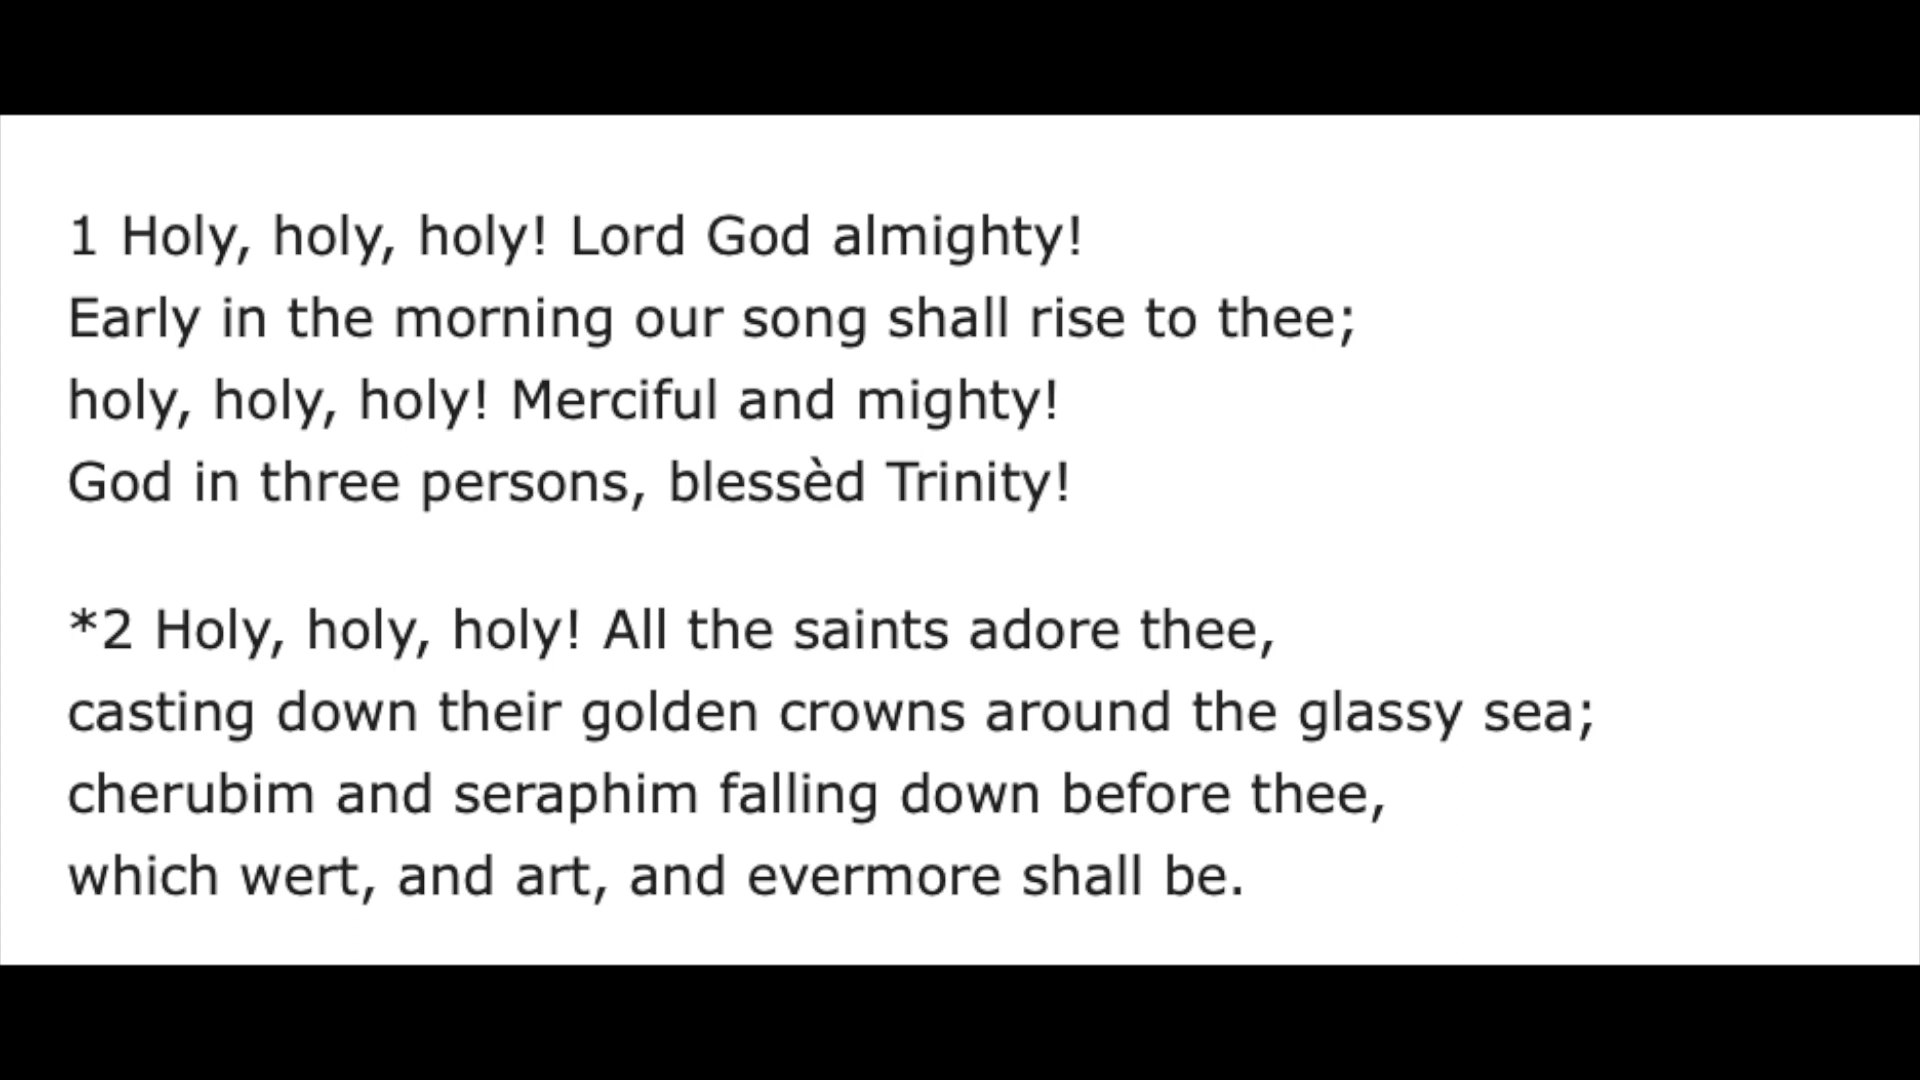 1 Holy, holy, holy! Lord God almighty!
Early in the morning our song shall rise to thee;
holy, holy, holy! Merciful and mighty!
God in three persons, blessèd Trinity!
*2 Holy, holy, holy! All the saints adore thee,
casting down their golden crowns around the glassy sea;
cherubim and seraphim falling down before thee,
which wert, and art, and evermore shall be.